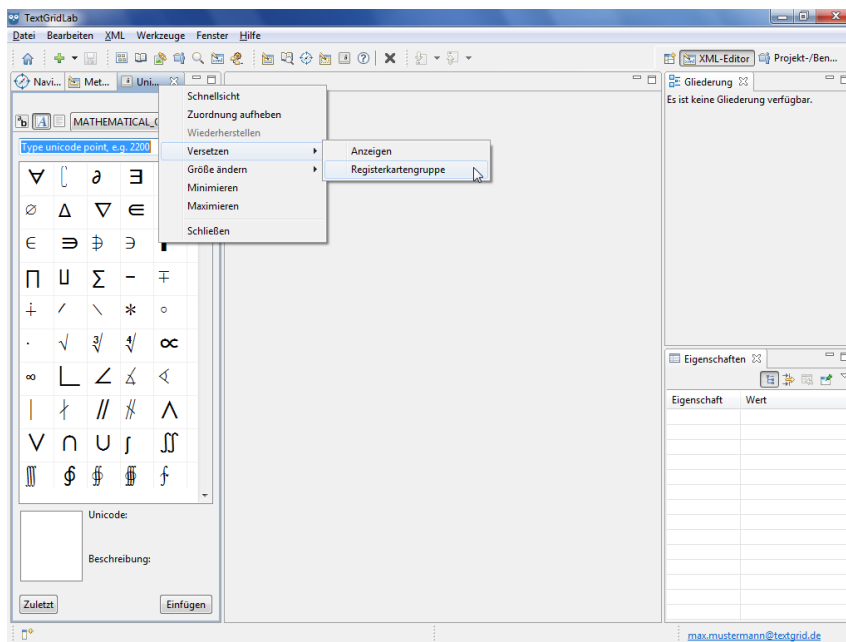 TextGridLab
Datei Bearbeiten XML Werkzeuge Fenster Hilfe
XML-Editor Projekt-/Ben...
Navi... Met... Uni...
Gliederung
Es ist keine Gliederung verfügbar.
Schnellsicht
Zuordnung aufheben
Wiederherstellen
Versetzen
Größe ändern
Minimieren
Maximieren
Schließen
Anzeigen
Registerkartengruppe
MATHEMATICAL_
Type unicode point, e.g. 2200
∀ ∁ ∂ ∃
∅ ∆ ∇ ∈
∊ ∋ ∌ ∍
∏ ∐ ∑ − ∓
∔ ∕ ∖ ∗ ∘
∙ √ ∛ ∜ ∝
∞ ∟ ∠ ∡ ∢
∣ ∤ ∥ ∦ ∧
∨ ∩ ∪ ∫ ∬
∭ ∮ ∯ ∰ ∱
Unicode:
Beschreibung:
Zuletzt Einfügen
Eigenschaften
Eigenschaft Wert
max.mustermann@textgrid.de